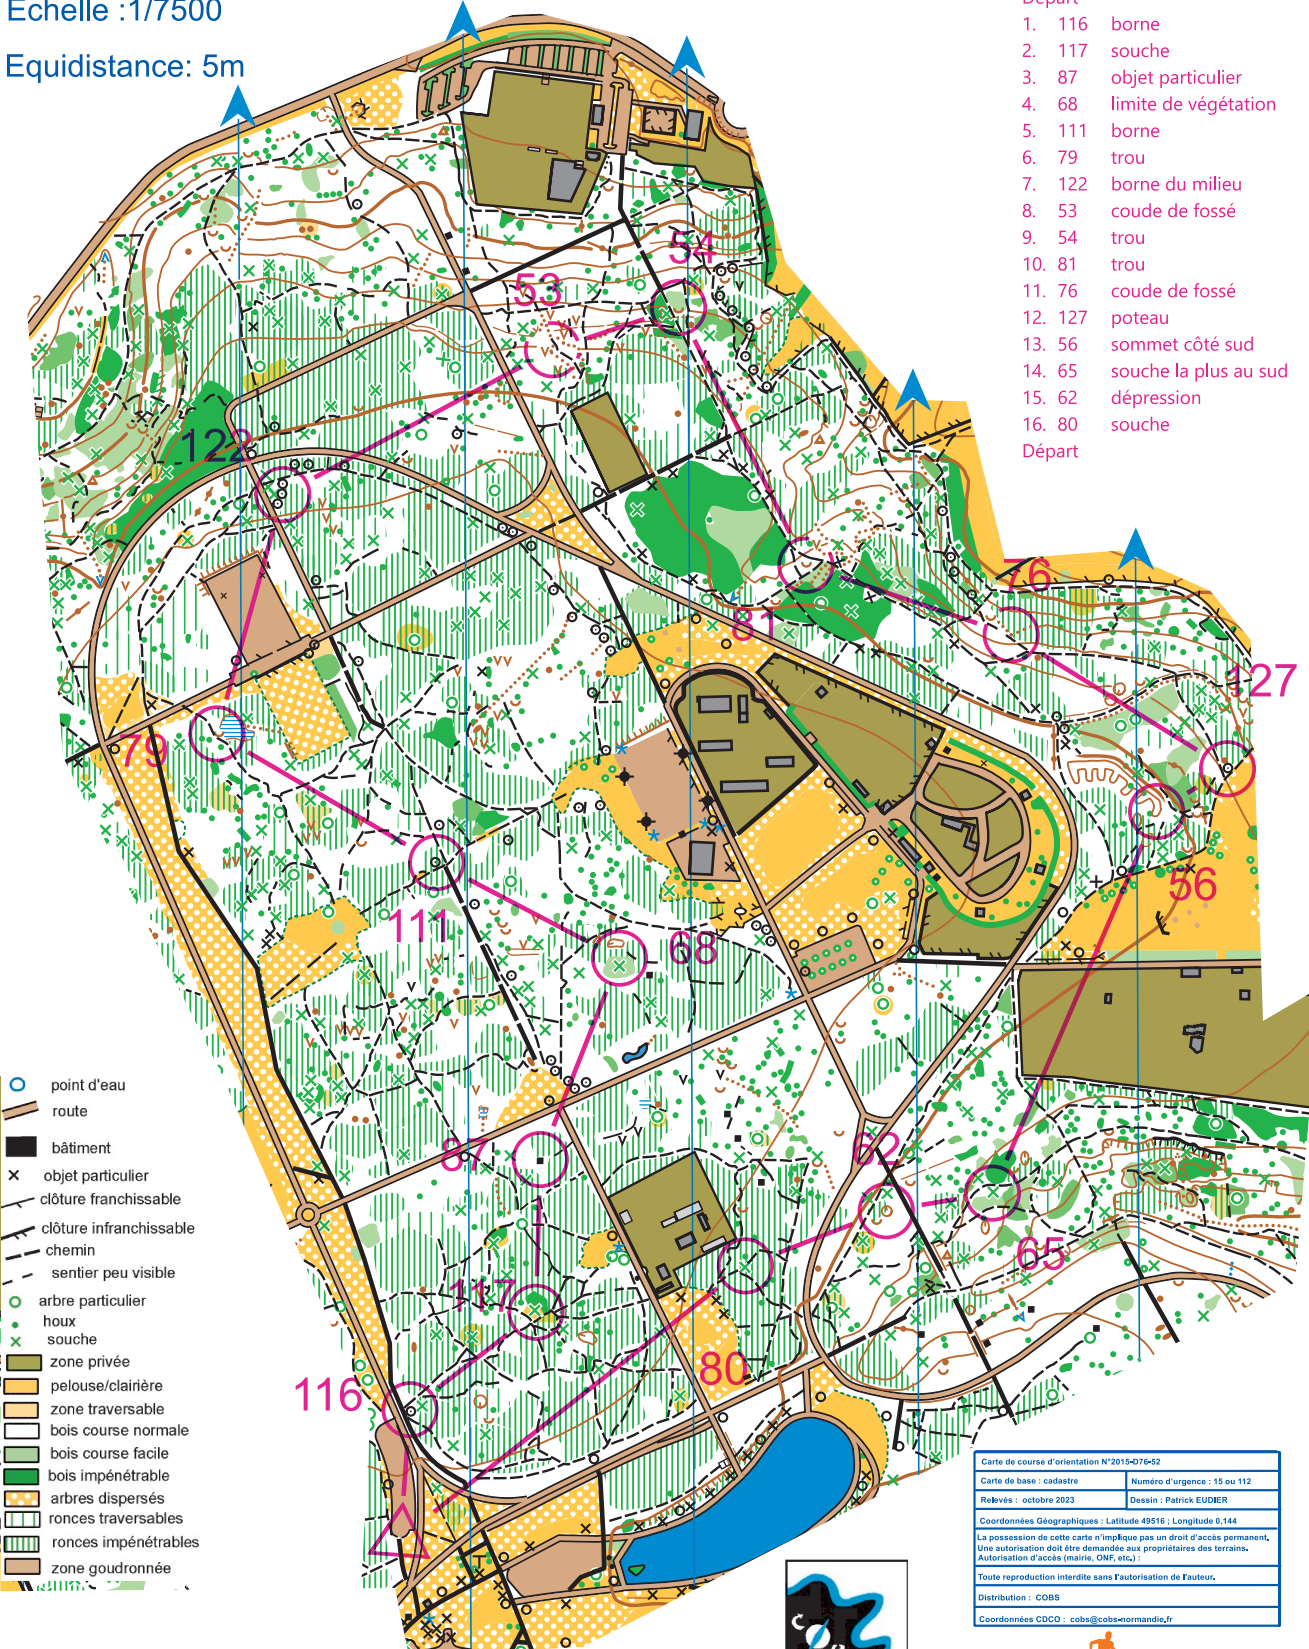 Echelle :1/7500
Equidistance: 5m
Départ
1. 116 borne
2. 117 souche
3. 87 objet particulier
4. 68 limite de végétation
5. 111 borne
6. 79 trou
7. 122 borne du milieu
8. 53 coude de fossé
9. 54 trou
10. 81 trou
11. 76 coude de fossé
12. 127 poteau
13. 56 sommet côté sud
14. 65 souche la plus au sud
15. 62 dépression
16. 80 souche
Départ
54
53
122
76
81
127
79
56
111
68
87
62
65
117
80
116
point d'eau
route
bâtiment
objet particulier
clôture franchissable
clôture infranchissable
chemin
sentier peu visible
arbre particulier
houx
souche
zone privée
pelouse/clairière
zone traversable
bois course normale
bois course facile
bois impénétrable
arbres dispersés
ronces traversables
ronces impénétrables
zone goudronnée
Carte de course d'orientation N°2015-D76-52
Carte de base : cadastre
Numéro d'urgence : 15 ou 112
Relevés : octobre 2023
Dessin : Patrick EUDIER
Coordonnées Géographiques : Latitude 49516 ; Longitude 0,144
La possession de cette carte n'implique pas un droit d'accès permanent.
Une autorisation doit être demandée aux propriétaires des terrains.
Autorisation d'accès (mairie, ONF, etc.) :
Toute reproduction interdite sans l'autorisation de l'auteur.
Distribution : COBS
Coordonnées CDCO : cobs@cobs-normandie.fr